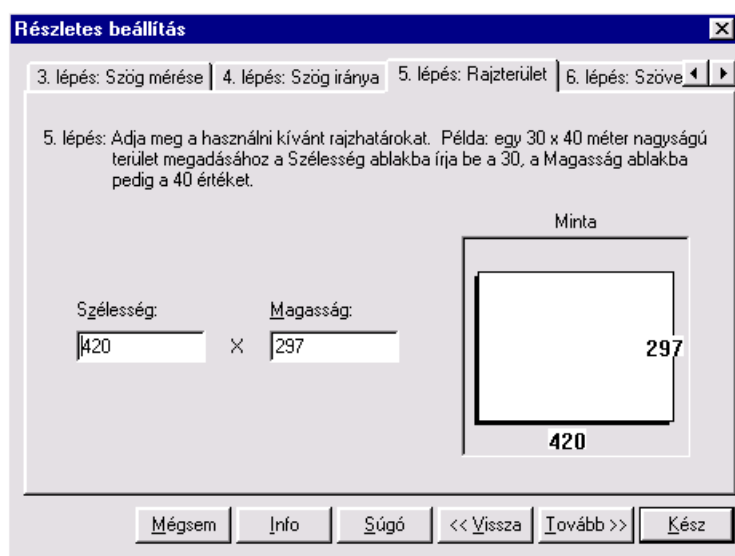 Részletes beállítás
3. lépés: Szög mérése
4. lépés: Szög iránya
5. lépés: Rajzterület
6. lépés: Szöve
5. lépés: Adja meg a használni kívánt rajzhatárokat. Példa: egy 30 x 40 méter nagyságú
terület megadásához a Szélesség ablakba írja be a 30, a Magasság ablakba
pedig a 40 értéket.
Minta
Szélesség:
Magasság:
420
X
297
297
420
Mégsem
Info
Súgó
<< Vissza
Tovább >>
Kész